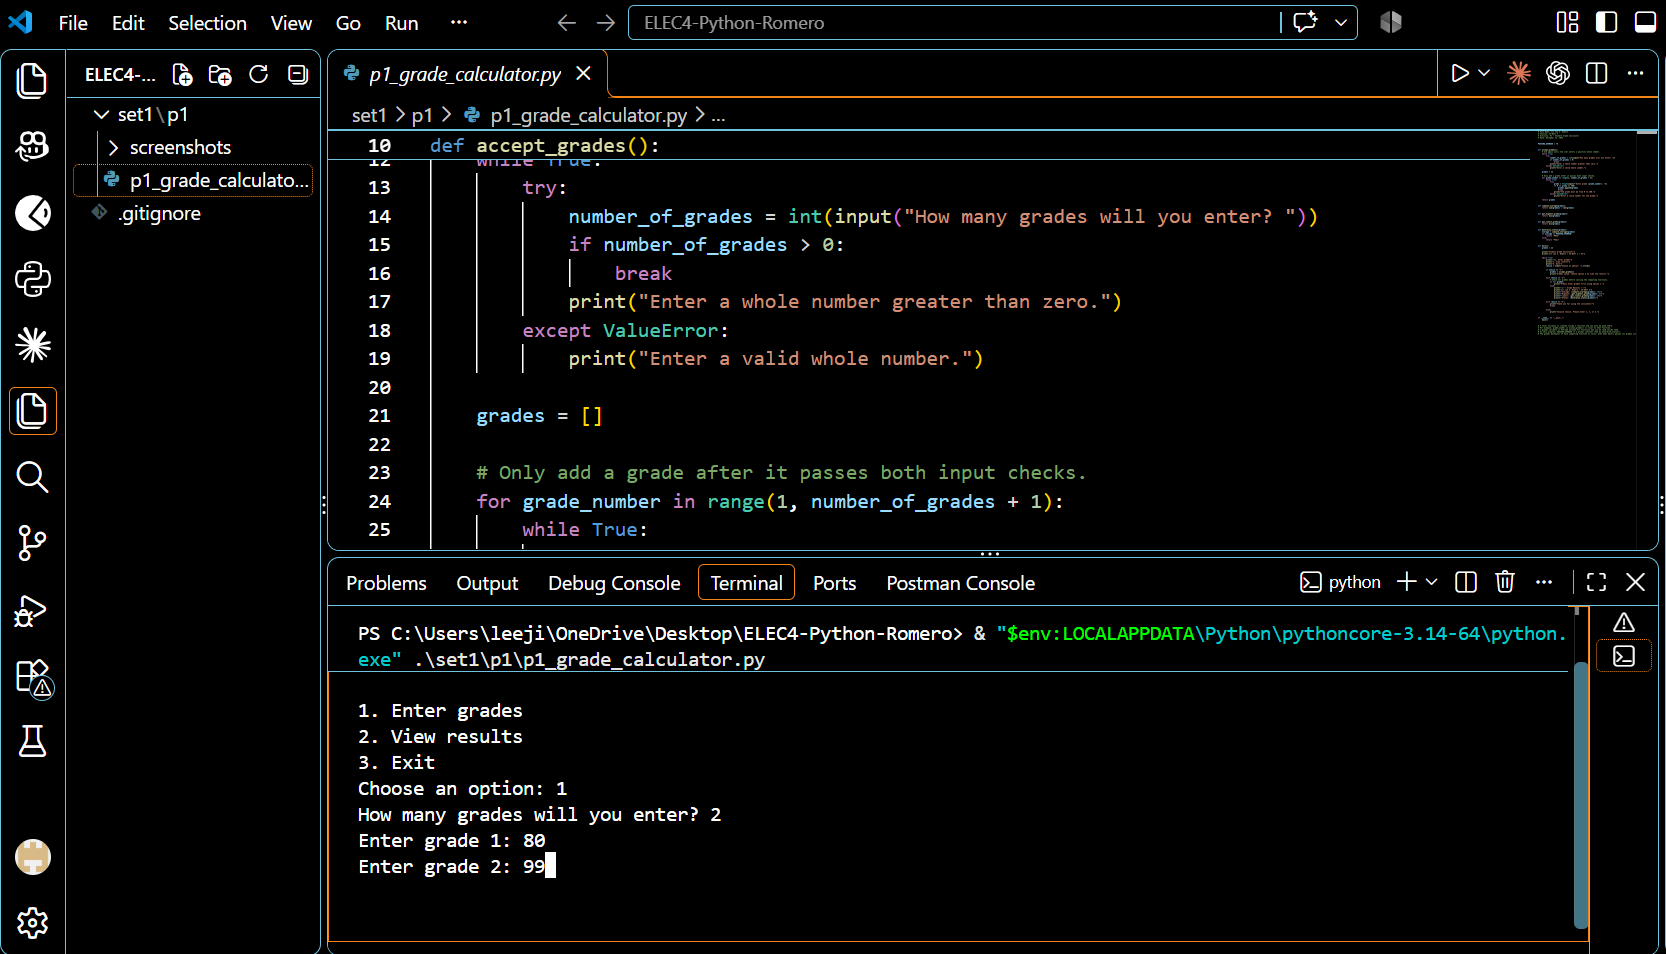 File Edit Selection View Go Run ···
ELEC4-Python-Romero
ELEC4-...
set1\p1
screenshots
p1_grade_calculato...
.gitignore
p1_grade_calculator.py
set1 > p1 > p1_grade_calculator.py > ...
10 def accept_grades():
12 while True:
13 try:
14 number_of_grades = int(input("How many grades will you enter? "))
15 if number_of_grades > 0:
16 break
17 print("Enter a whole number greater than zero.")
18 except ValueError:
19 print("Enter a valid whole number.")
20
21 grades = []
22
23 # Only add a grade after it passes both input checks.
24 for grade_number in range(1, number_of_grades + 1):
25 while True:
Problems Output Debug Console Terminal Ports Postman Console
python
PS C:\Users\leeji\OneDrive\Desktop\ELEC4-Python-Romero> & "$env:LOCALAPPDATA\Python\pythoncore-3.14-64\python.
exe" .\set1\p1\p1_grade_calculator.py
1. Enter grades
2. View results
3. Exit
Choose an option: 1
How many grades will you enter? 2
Enter grade 1: 80
Enter grade 2: 99